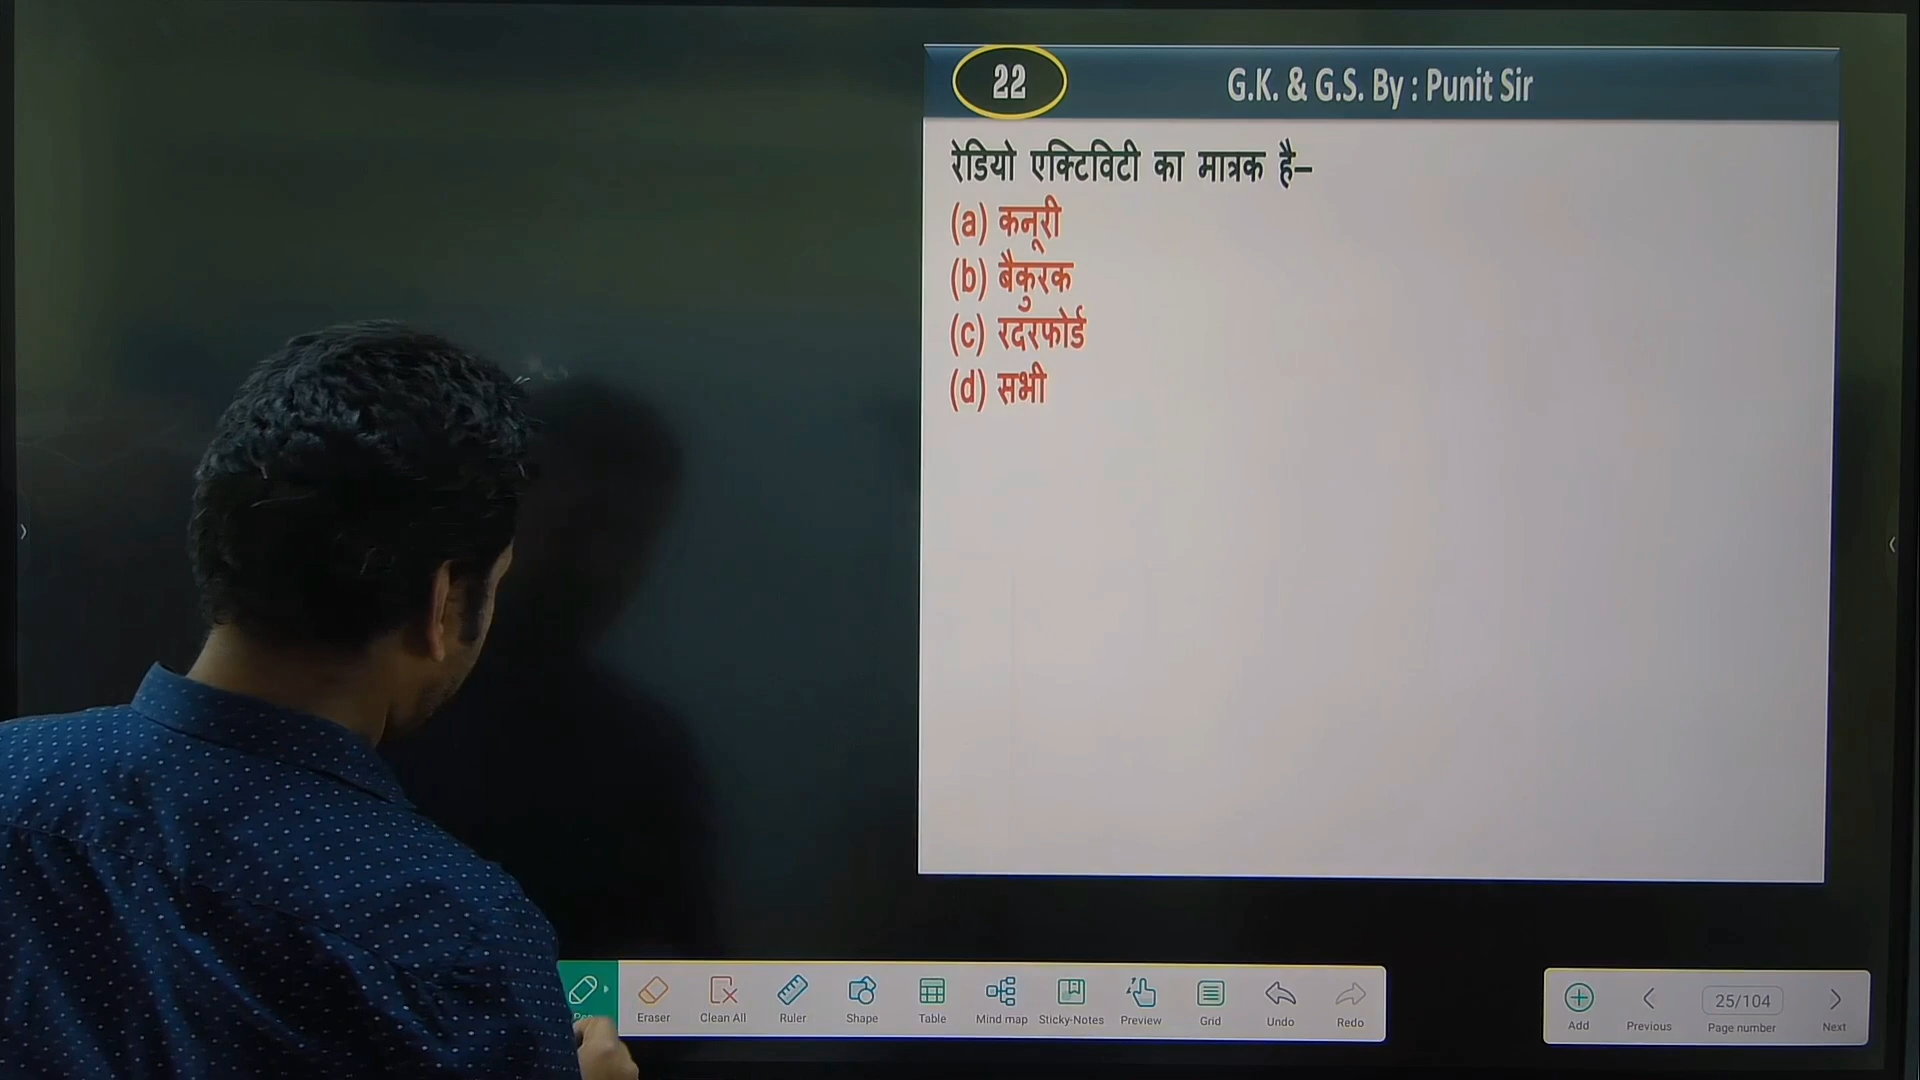 22
G.K. & G.S. By : Punit Sir
रेडियो एक्टिविटी का मात्रक है–
(a) कनूरी
(b) बैकुरक
(c) रदरफोर्ड
(d) सभी
Eraser
Clean All
Ruler
Shape
Table
Mind map
Sticky-Notes
Preview
Grid
Undo
Redo
Add
Previous
25/104
Page number
Next